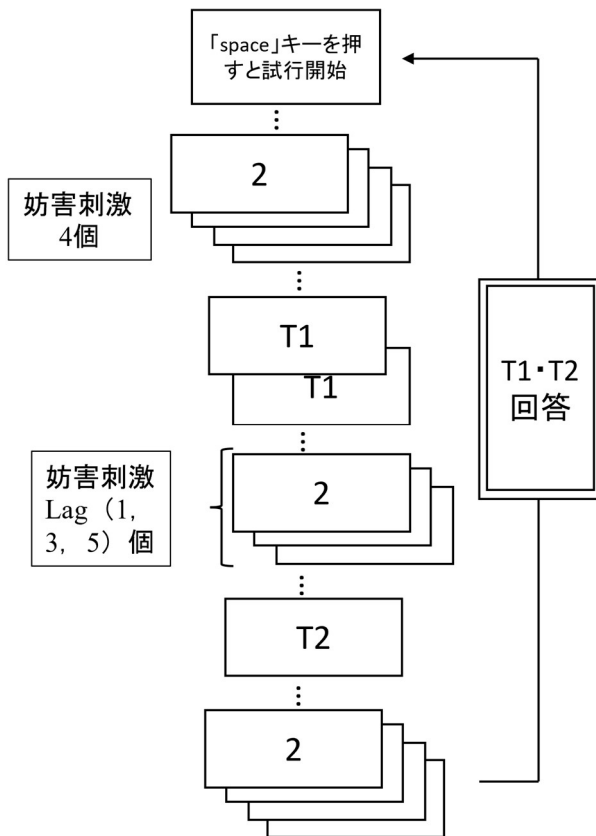 「space」キーを押
すと試行開始
2
妨害刺激
4個
T1
T1
妨害刺激
Lag（1,
3, 5）個
2
T2
2
T1・T2
回答